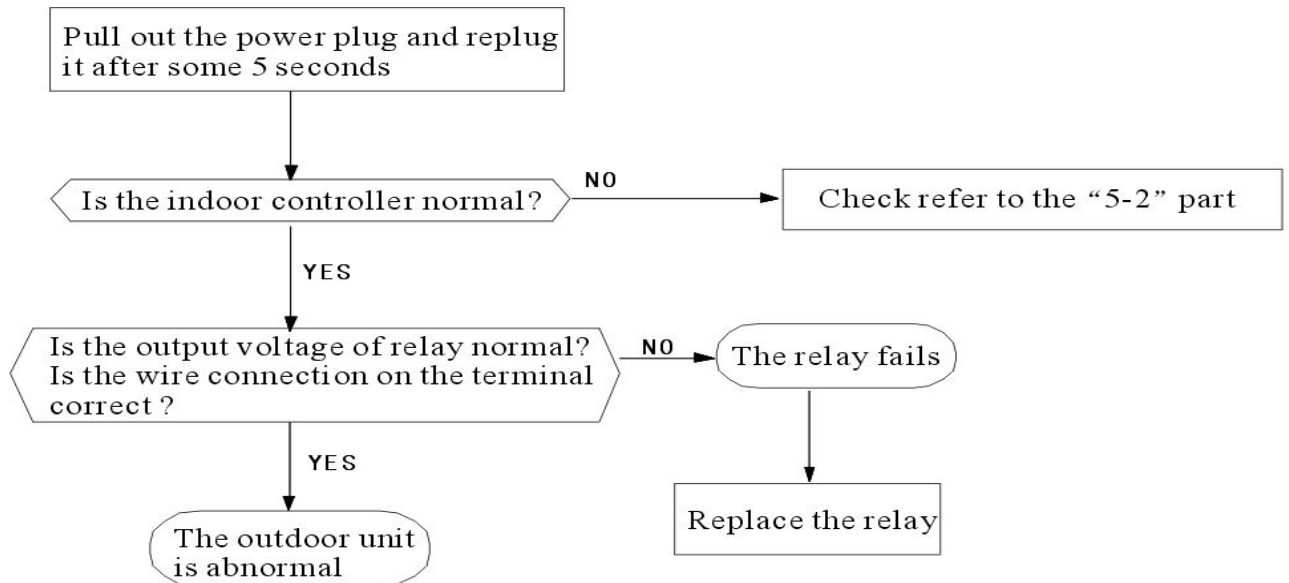 Pull out the power plug and replug
it after some 5 seconds
Is the indoor controller normal?
NO
Check refer to the “5-2” part
YES
Is the output voltage of relay normal?
Is the wire connection on the terminal
correct ?
NO
The relay fails
YES
Replace the relay
The outdoor unit
is abnormal